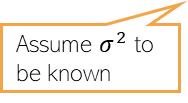 Assume σ² to
be known